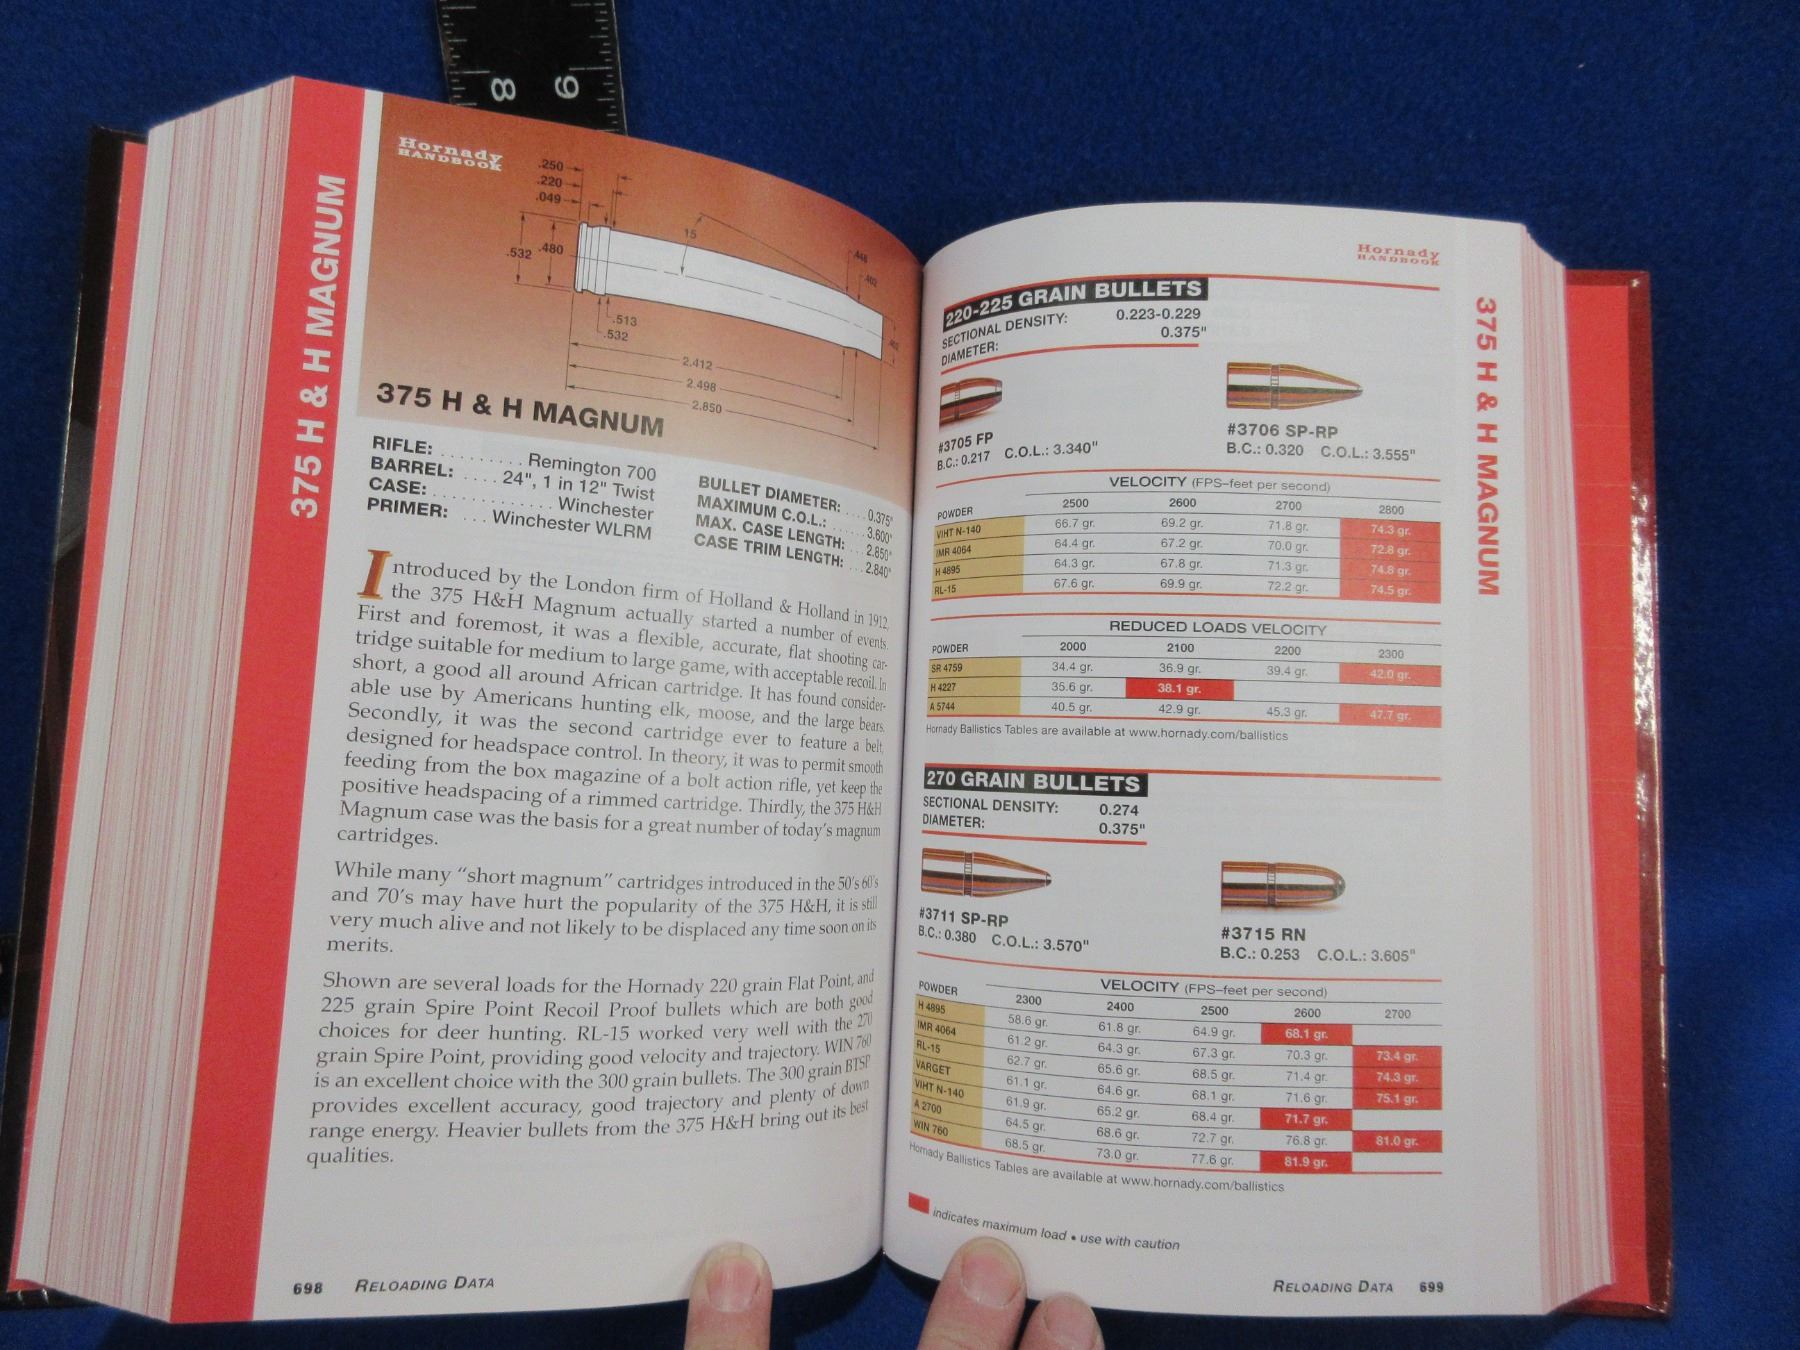 8 9
375 H & H MAGNUM
Hornady
HANDBOOK
.250
.220
.049
.532 .480
15
.448
.402
.513
.532
2.412
2.498
2.850
375 H & H MAGNUM
RIFLE: ......... Remington 700
BARREL: .... 24", 1 in 12" Twist
CASE: ............ Winchester
PRIMER: ... Winchester WLRM
BULLET DIAMETER: .... 0.375"
MAXIMUM C.O.L.: ..... 3.600"
MAX. CASE LENGTH: ... 2.850"
CASE TRIM LENGTH: ... 2.840"
Introduced by the London firm of Holland & Holland in 1912,
the 375 H&H Magnum actually started a number of events.
First and foremost, it was a flexible, accurate, flat shooting car-
tridge suitable for medium to large game, with acceptable recoil. In
short, a good all around African cartridge. It has found consider-
able use by Americans hunting elk, moose, and the large bears.
Secondly, it was the second cartridge ever to feature a belt,
designed for headspace control. In theory, it was to permit smooth
feeding from the box magazine of a bolt action rifle, yet keep the
positive headspacing of a rimmed cartridge. Thirdly, the 375 H&H
Magnum case was the basis for a great number of today's magnum
cartridges.
While many "short magnum" cartridges introduced in the 50's 60's
and 70's may have hurt the popularity of the 375 H&H, it is still
very much alive and not likely to be displaced any time soon on its
merits.
Shown are several loads for the Hornady 220 grain Flat Point, and
225 grain Spire Point Recoil Proof bullets which are both good
choices for deer hunting. RL-15 worked very well with the 270
grain Spire Point, providing good velocity and trajectory. WIN 760
is an excellent choice with the 300 grain bullets. The 300 grain BTSP
provides excellent accuracy, good trajectory and plenty of down
range energy. Heavier bullets from the 375 H&H bring out its best
qualities.
698 RELOADING DATA
Hornady
HANDBOOK
375 H & H MAGNUM
220-225 GRAIN BULLETS
SECTIONAL DENSITY: 0.223-0.229
DIAMETER: 0.375"
#3705 FP
B.C.: 0.217 C.O.L.: 3.340"
#3706 SP-RP
B.C.: 0.320 C.O.L.: 3.555"
VELOCITY (FPS–feet per second)
POWDER 2500 2600 2700 2800
VIHT N-140 66.7 gr. 69.2 gr. 71.8 gr. 74.3 gr.
IMR 4064 64.4 gr. 67.2 gr. 70.0 gr. 72.8 gr.
H 4895 64.3 gr. 67.8 gr. 71.3 gr. 74.8 gr.
RL-15 67.6 gr. 69.9 gr. 72.2 gr. 74.5 gr.
REDUCED LOADS VELOCITY
POWDER 2000 2100 2200 2300
SR 4759 34.4 gr. 36.9 gr. 39.4 gr. 42.0 gr.
H 4227 35.6 gr. 38.1 gr.
A 5744 40.5 gr. 42.9 gr. 45.3 gr. 47.7 gr.
Hornady Ballistics Tables are available at www.hornady.com/ballistics
270 GRAIN BULLETS
SECTIONAL DENSITY: 0.274
DIAMETER: 0.375"
#3711 SP-RP
B.C.: 0.380 C.O.L.: 3.570"
#3715 RN
B.C.: 0.253 C.O.L.: 3.605"
VELOCITY (FPS–feet per second)
POWDER 2300 2400 2500 2600 2700
H 4895 58.6 gr. 61.8 gr. 64.9 gr. 68.1 gr.
IMR 4064 61.2 gr. 64.3 gr. 67.3 gr. 70.3 gr. 73.4 gr.
RL-15 62.7 gr. 65.6 gr. 68.5 gr. 71.4 gr. 74.3 gr.
VARGET 61.1 gr. 64.6 gr. 68.1 gr. 71.6 gr. 75.1 gr.
VIHT N-140 61.9 gr. 65.2 gr. 68.4 gr. 71.7 gr.
A 2700 64.5 gr. 68.6 gr. 72.7 gr. 76.8 gr. 81.0 gr.
WIN 760 68.5 gr. 73.0 gr. 77.6 gr. 81.9 gr.
Hornady Ballistics Tables are available at www.hornady.com/ballistics
indicates maximum load • use with caution
RELOADING DATA 699